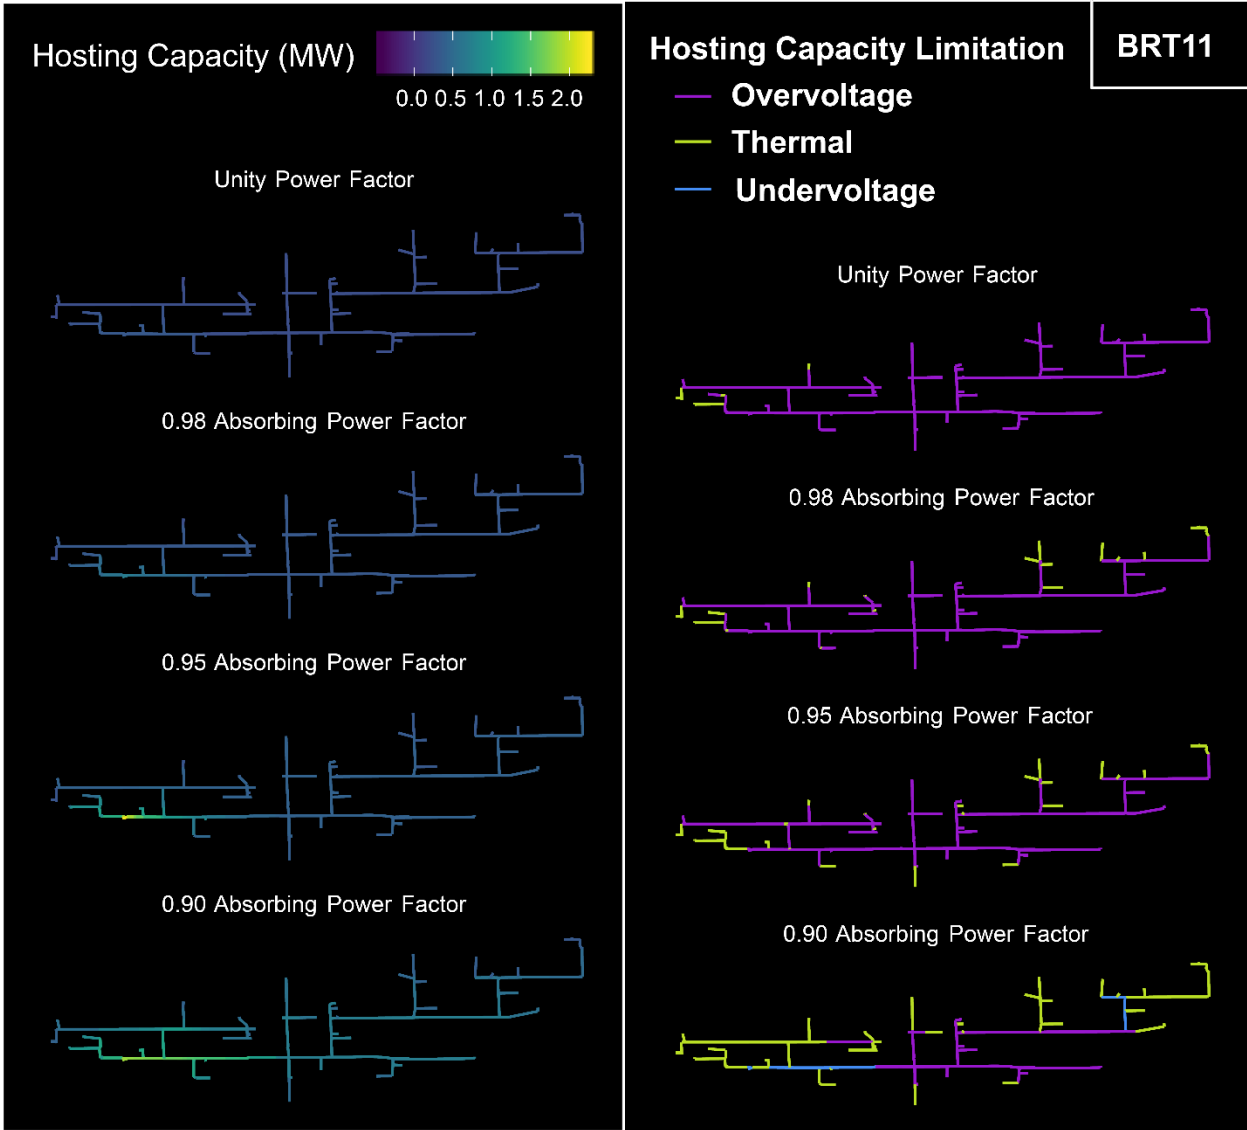 Hosting Capacity (MW)
0.0 0.5 1.0 1.5 2.0
Unity Power Factor
0.98 Absorbing Power Factor
0.95 Absorbing Power Factor
0.90 Absorbing Power Factor
Hosting Capacity Limitation
BRT11
Overvoltage
Thermal
Undervoltage
Unity Power Factor
0.98 Absorbing Power Factor
0.95 Absorbing Power Factor
0.90 Absorbing Power Factor